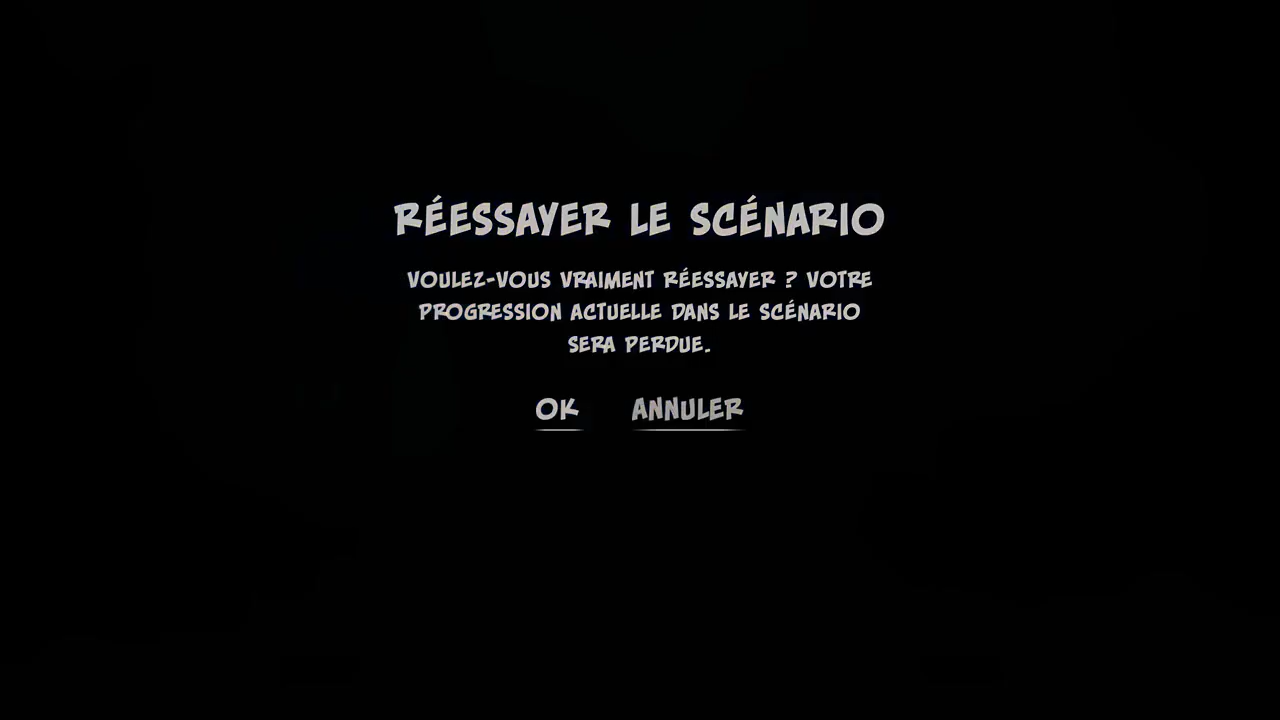 RÉESSAYER LE SCÉNARIO
VOULEZ-VOUS VRAIMENT RÉESSAYER ? VOTRE
PROGRESSION ACTUELLE DANS LE SCÉNARIO
SERA PERDUE.
OK ANNULER